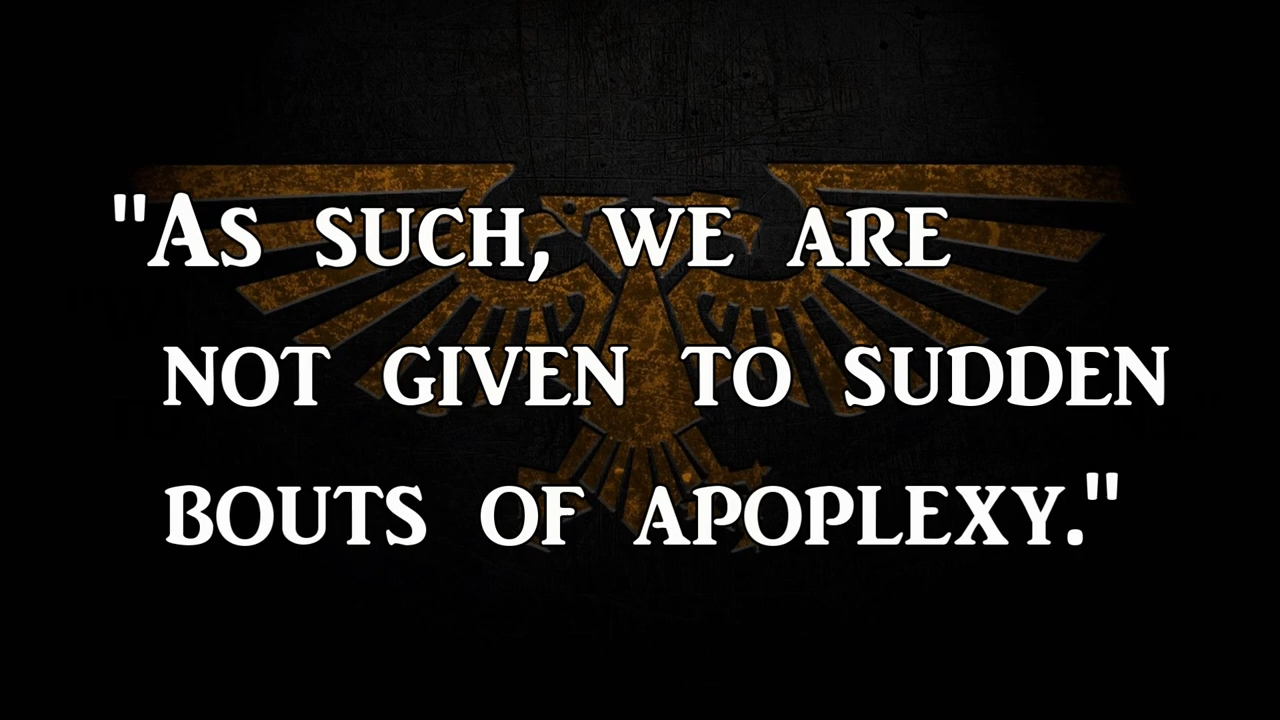 "As such, we are
not given to sudden
bouts of apoplexy."